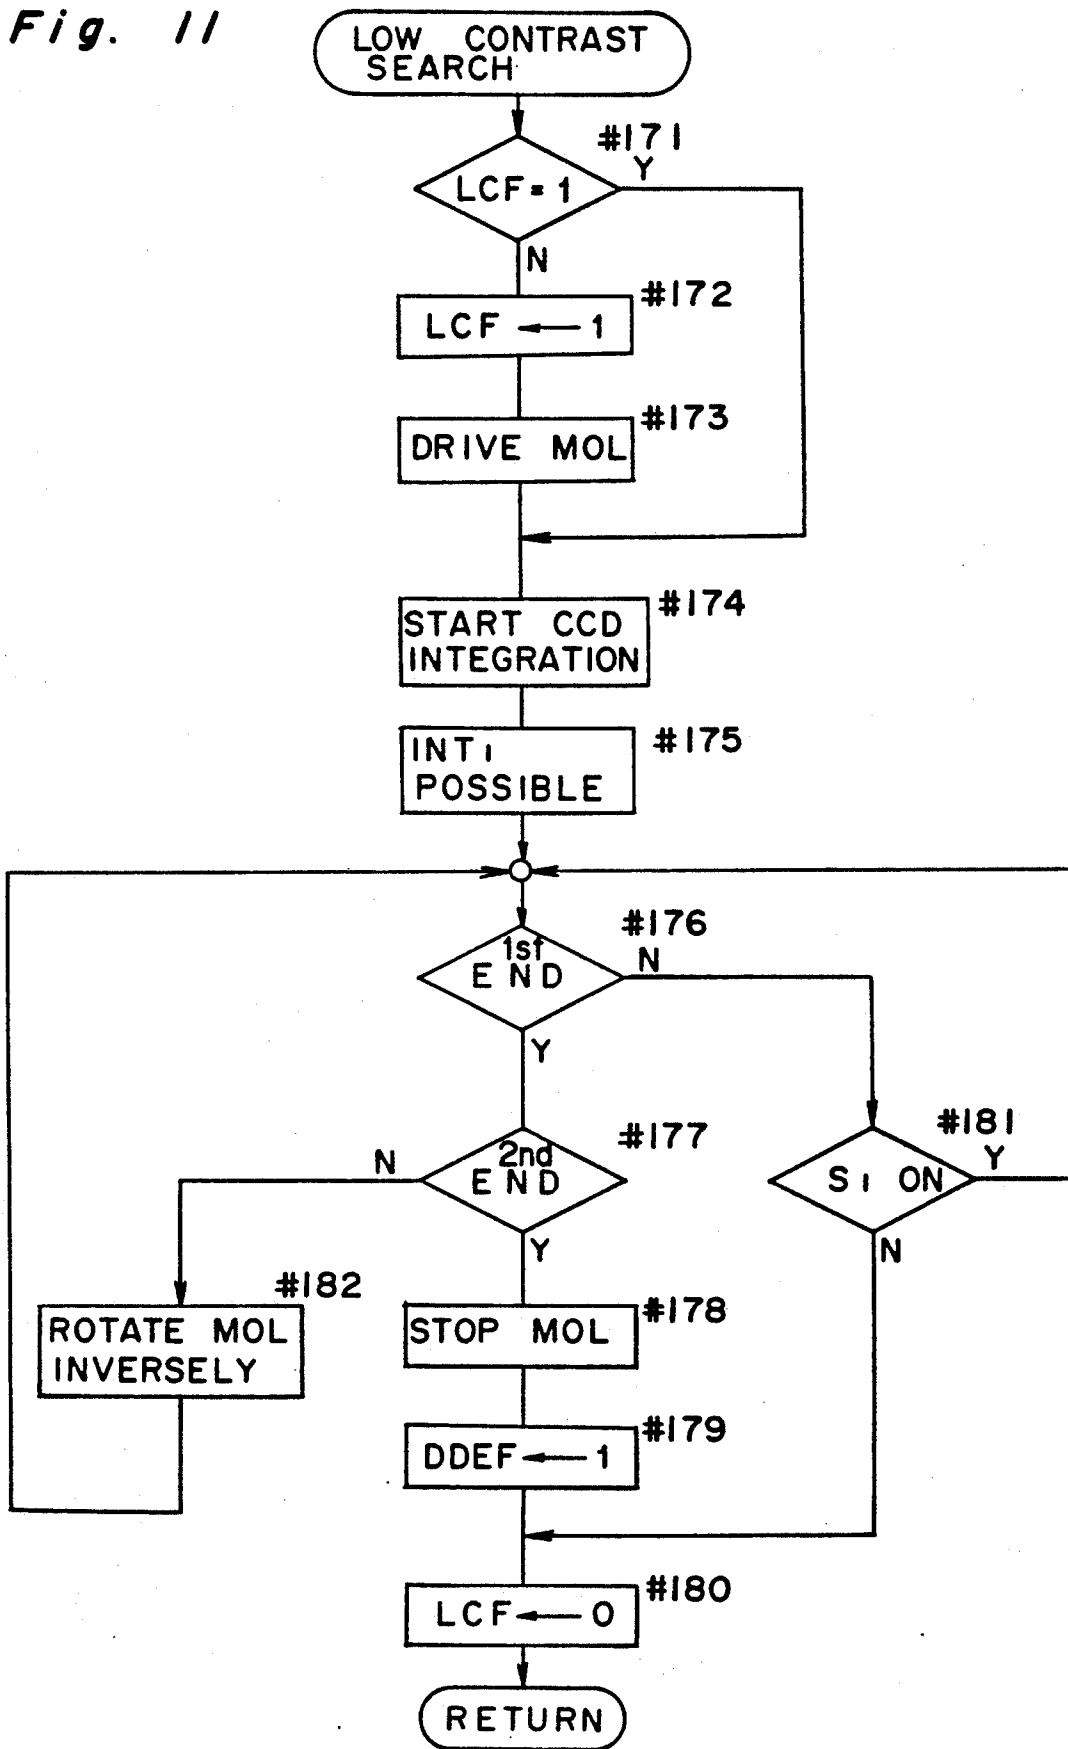 Fig. 11
LOW CONTRAST
SEARCH
#171
Y
LCF = 1
N
#172
LCF ← 1
#173
DRIVE MOL
#174
START CCD
INTEGRATION
#175
INT1
POSSIBLE
#176
1st
END
N
Y
#177
2nd
END
N
Y
#181
S1 ON
Y
N
#182
ROTATE MOL
INVERSELY
#178
STOP MOL
#179
DDEF ← 1
#180
LCF ← 0
RETURN